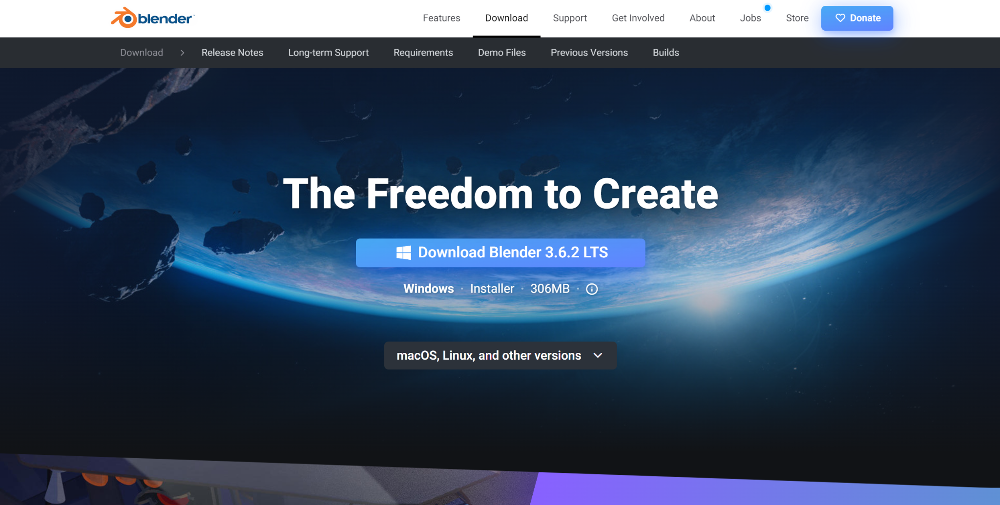 blender™
Features Download Support Get Involved About Jobs Store Donate
Download Release Notes Long-term Support Requirements Demo Files Previous Versions Builds
The Freedom to Create
Download Blender 3.6.2 LTS
Windows · Installer · 306MB ·
macOS, Linux, and other versions